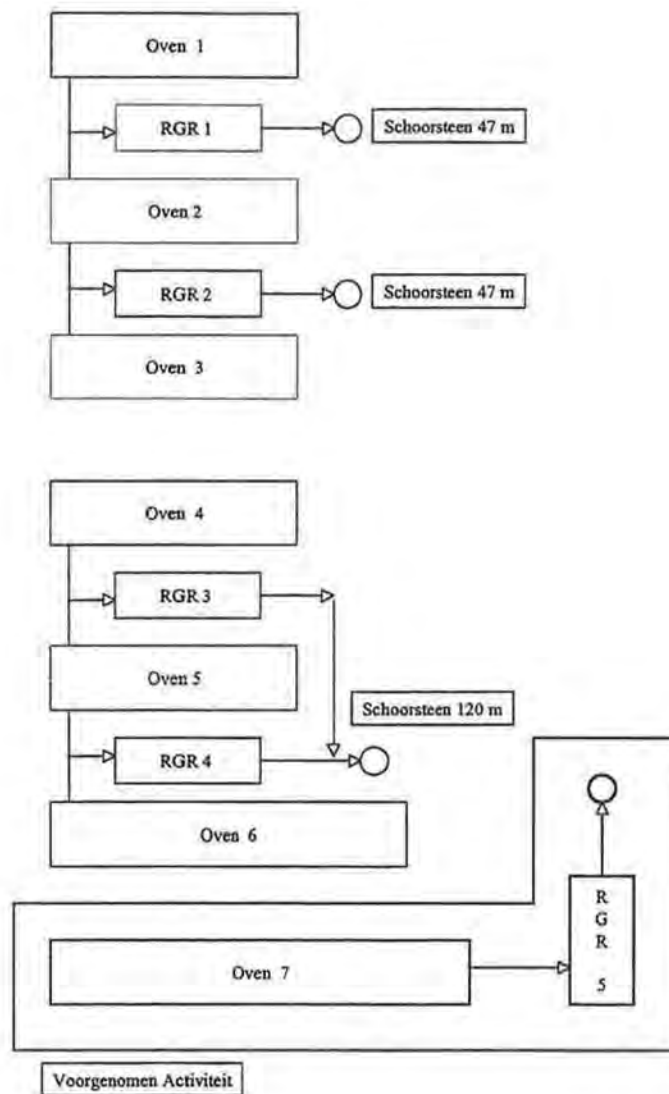 Oven 1
RGR 1
Schoorsteen 47 m
Oven 2
RGR 2
Schoorsteen 47 m
Oven 3
Oven 4
RGR 3
Oven 5
Schoorsteen 120 m
RGR 4
Oven 6
R
G
R
5
Oven 7
Voorgenomen Activiteit